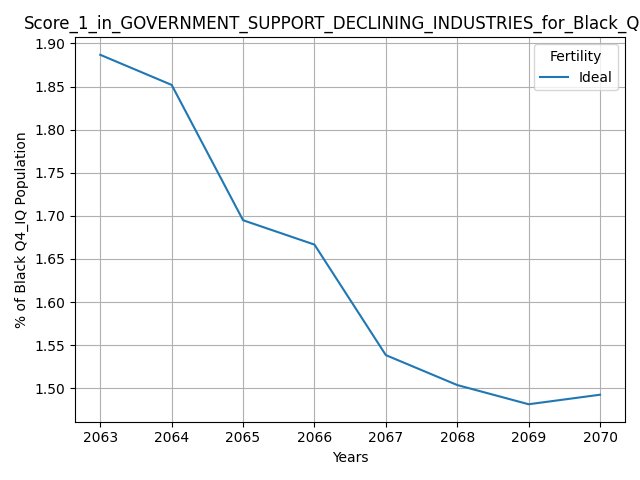 Score_1_in_GOVERNMENT_SUPPORT_DECLINING_INDUSTRIES_for_Black_Q
1.90
1.85
1.80
1.75
1.70
1.65
1.60
1.55
1.50
% of Black Q4_IQ Population
Fertility
Ideal
2063 2064 2065 2066 2067 2068 2069 2070
Years